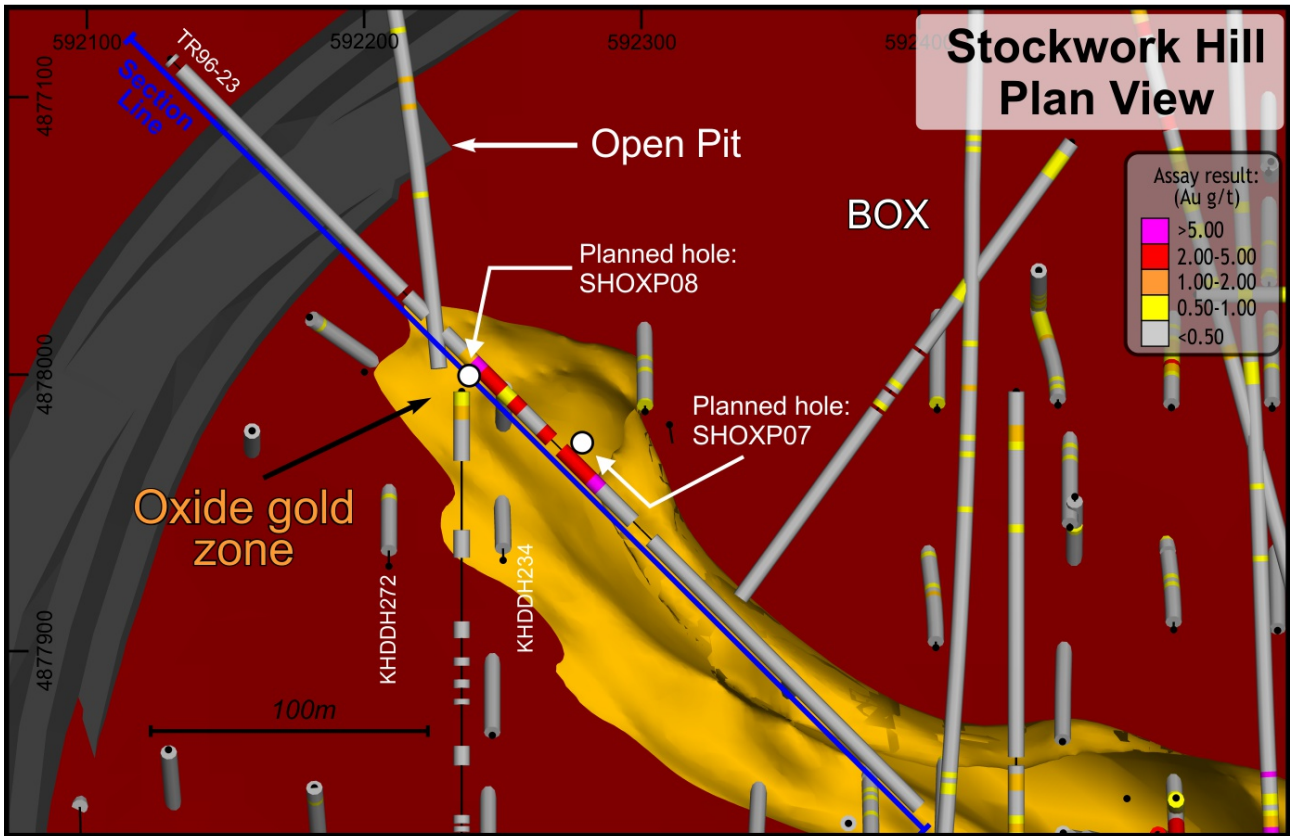 Stockwork Hill
Plan View
592100
592200
592300
592400
4877100
4878000
4877900
TR96-23
Section
Line
Open Pit
BOX
Assay result:
(Au g/t)
>5.00
2.00-5.00
1.00-2.00
0.50-1.00
<0.50
Planned hole:
SHOXP08
Planned hole:
SHOXP07
Oxide gold
zone
KHDDH272
KHDDH234
100m